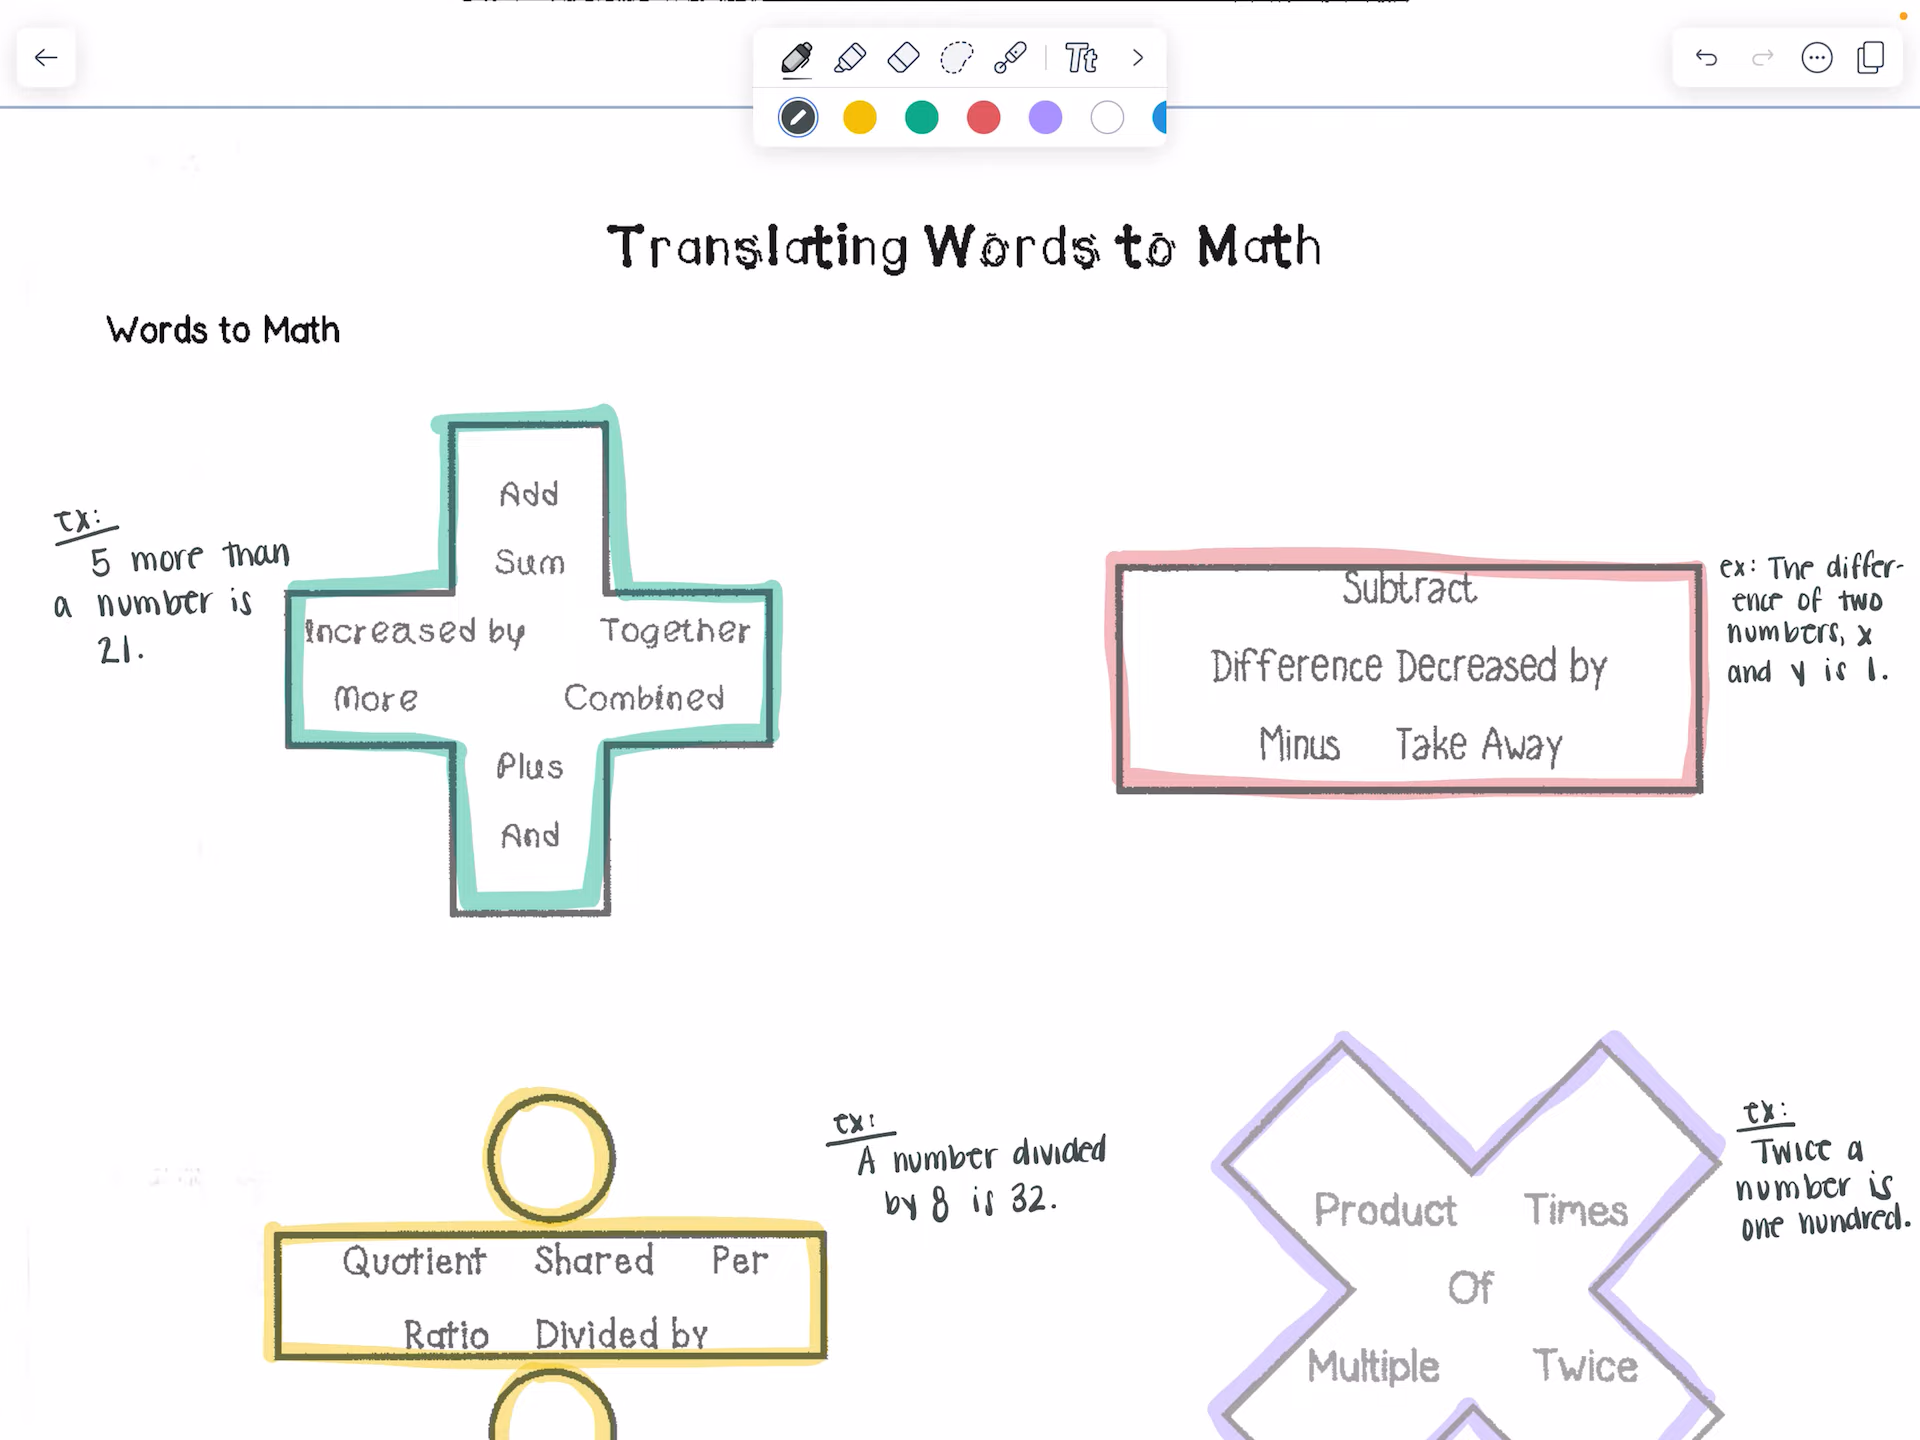 Tt
Translating Words to Math
Words to Math
Add
Sum
Increased by Together
More Combined
Plus
And
ex:
5 more than
a number is
21.
Subtract
Difference Decreased by
Minus Take Away
ex: The differ-
ence of two
numbers, x
and y is 1.
Quotient Shared Per
Ratio Divided by
ex:
A number divided
by 8 is 32.
Product Times
Of
Multiple Twice
ex:
Twice a
number is
one hundred.